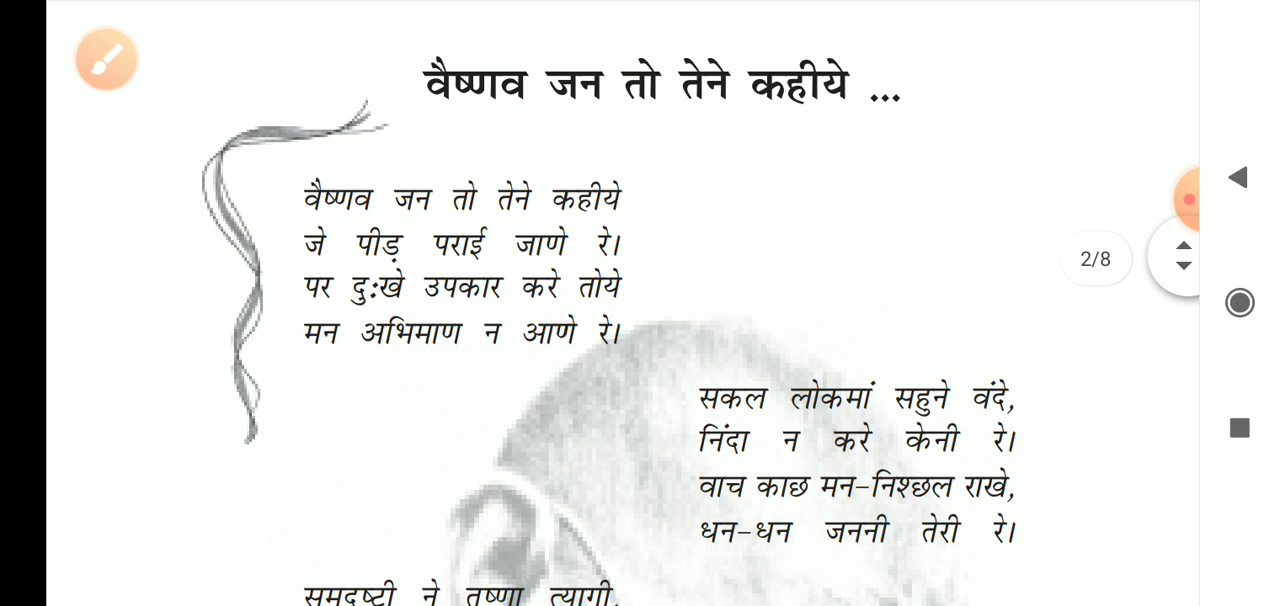 वैष्णव जन तो तेने कहीये ...
वैष्णव जन तो तेने कहीये
जे पीड़ पराई जाणे रे।
पर दुःखे उपकार करे तोये
मन अभिमाण न आणे रे।
2/8
सकल लोकमां सहुने वंदे,
निंदा न करे केनी रे।
वाच काछ मन-निश्छल राखे,
धन-धन जननी तेरी रे।
समदृष्टी ने तृष्णा त्यागी,